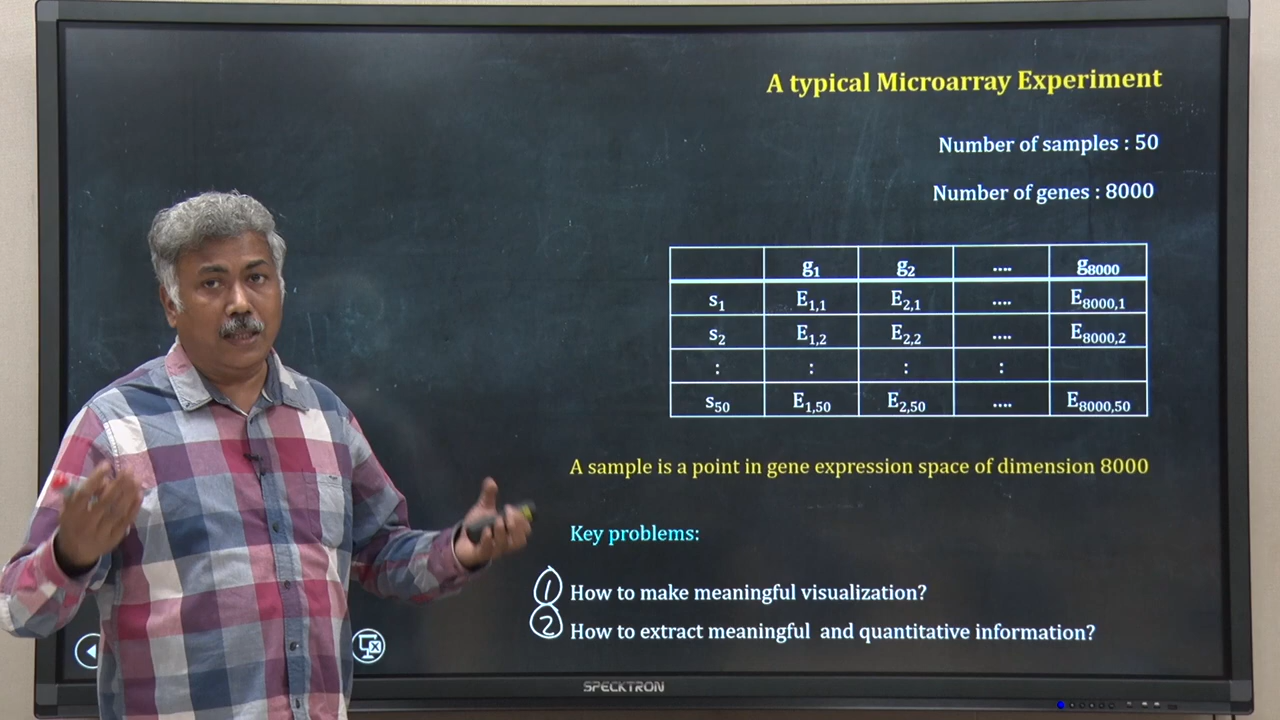 A typical Microarray Experiment
Number of samples : 50
Number of genes : 8000
g₁ g₂ .... g₈₀₀₀
s₁ E₁,₁ E₂,₁ .... E₈₀₀₀,₁
s₂ E₁,₂ E₂,₂ .... E₈₀₀₀,₂
: : : :
s₅₀ E₁,₅₀ E₂,₅₀ .... E₈₀₀₀,₅₀
A sample is a point in gene expression space of dimension 8000
Key problems:
① How to make meaningful visualization?
② How to extract meaningful and quantitative information?
SPECKTRON